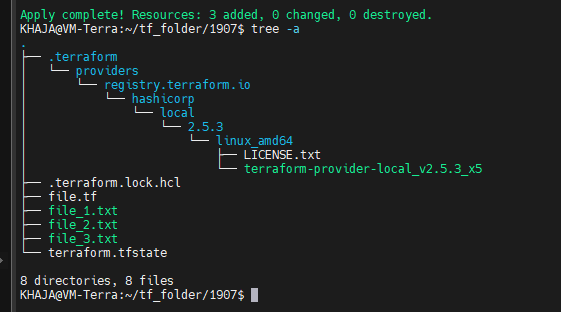 Apply complete! Resources: 3 added, 0 changed, 0 destroyed.
KHAJA@VM-Terra:~/tf_folder/1907$ tree -a
.
├── .terraform
│   └── providers
│       └── registry.terraform.io
│           └── hashicorp
│               └── local
│                   └── 2.5.3
│                       └── linux_amd64
│                           ├── LICENSE.txt
│                           └── terraform-provider-local_v2.5.3_x5
├── .terraform.lock.hcl
├── file.tf
├── file_1.txt
├── file_2.txt
├── file_3.txt
└── terraform.tfstate

8 directories, 8 files
KHAJA@VM-Terra:~/tf_folder/1907$